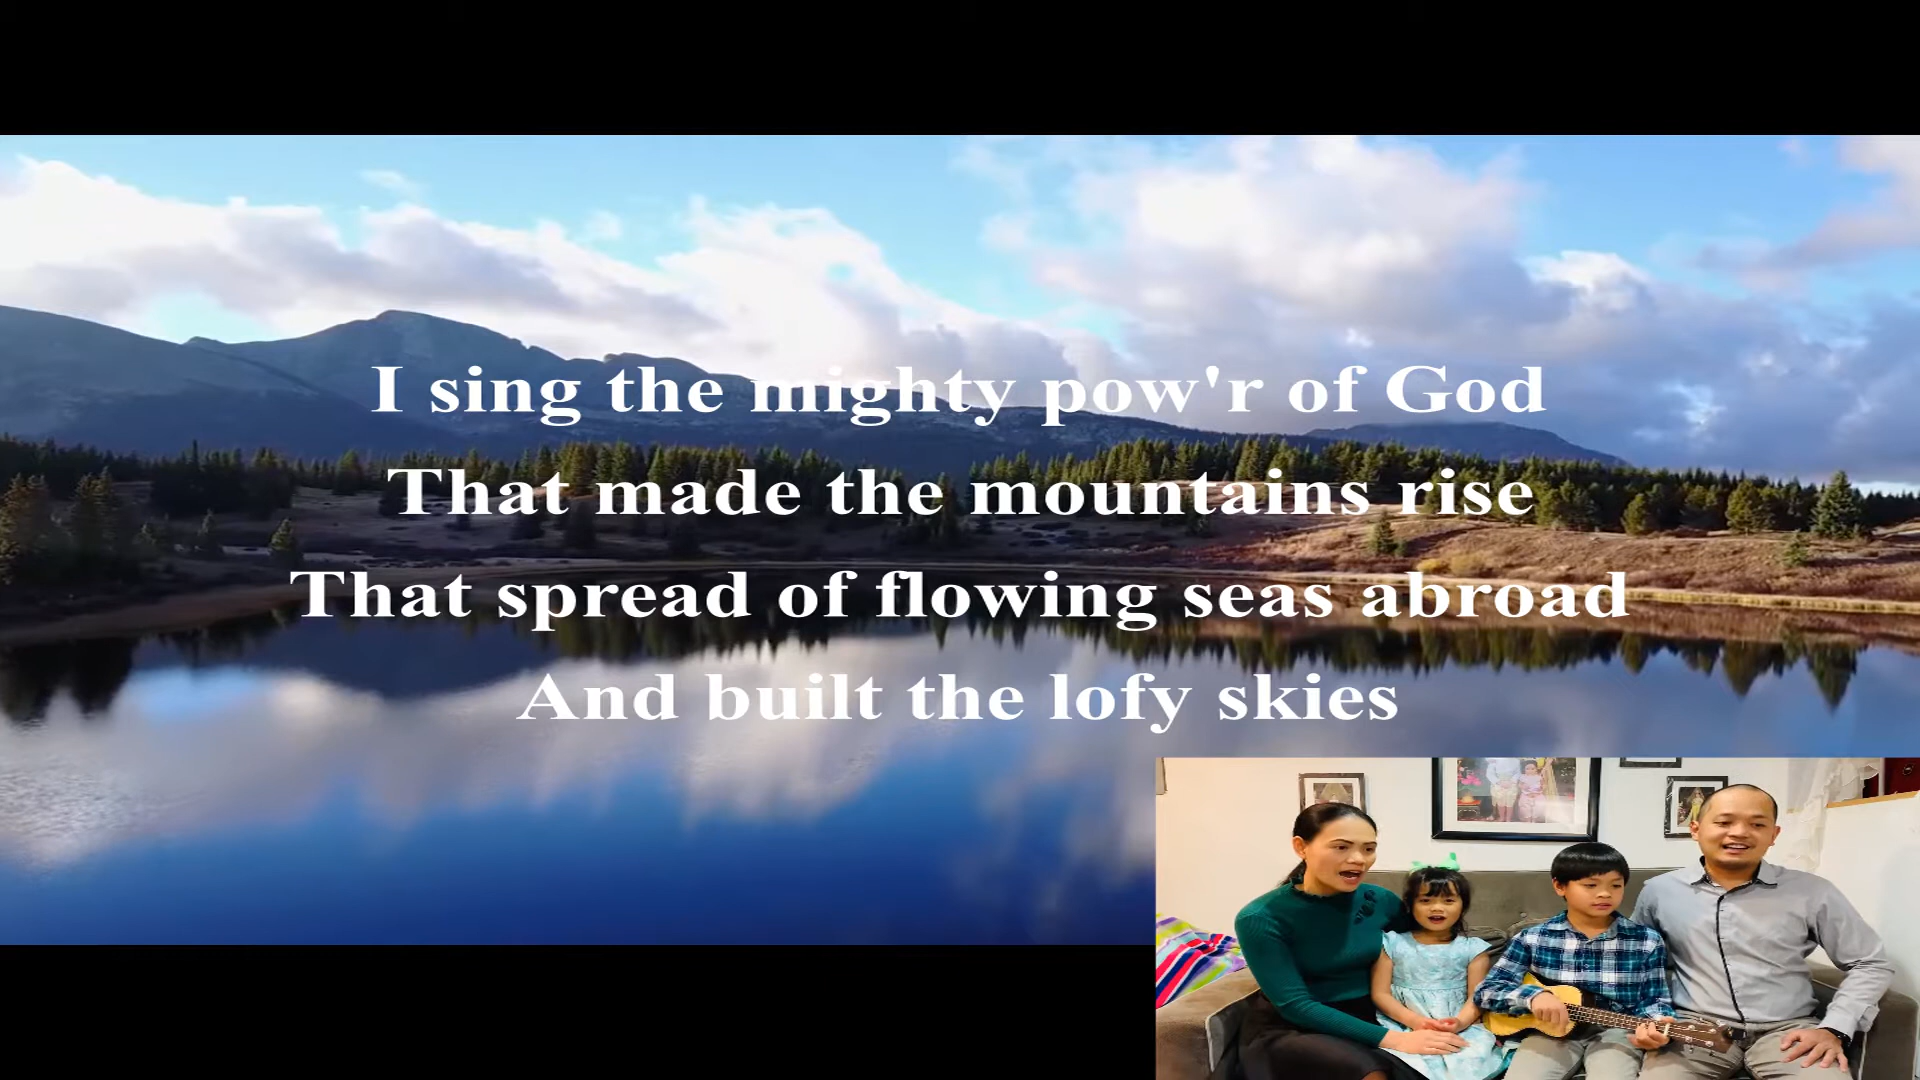 I sing the mighty pow'r of God
That made the mountains rise
That spread of flowing seas abroad
And built the lofy skies